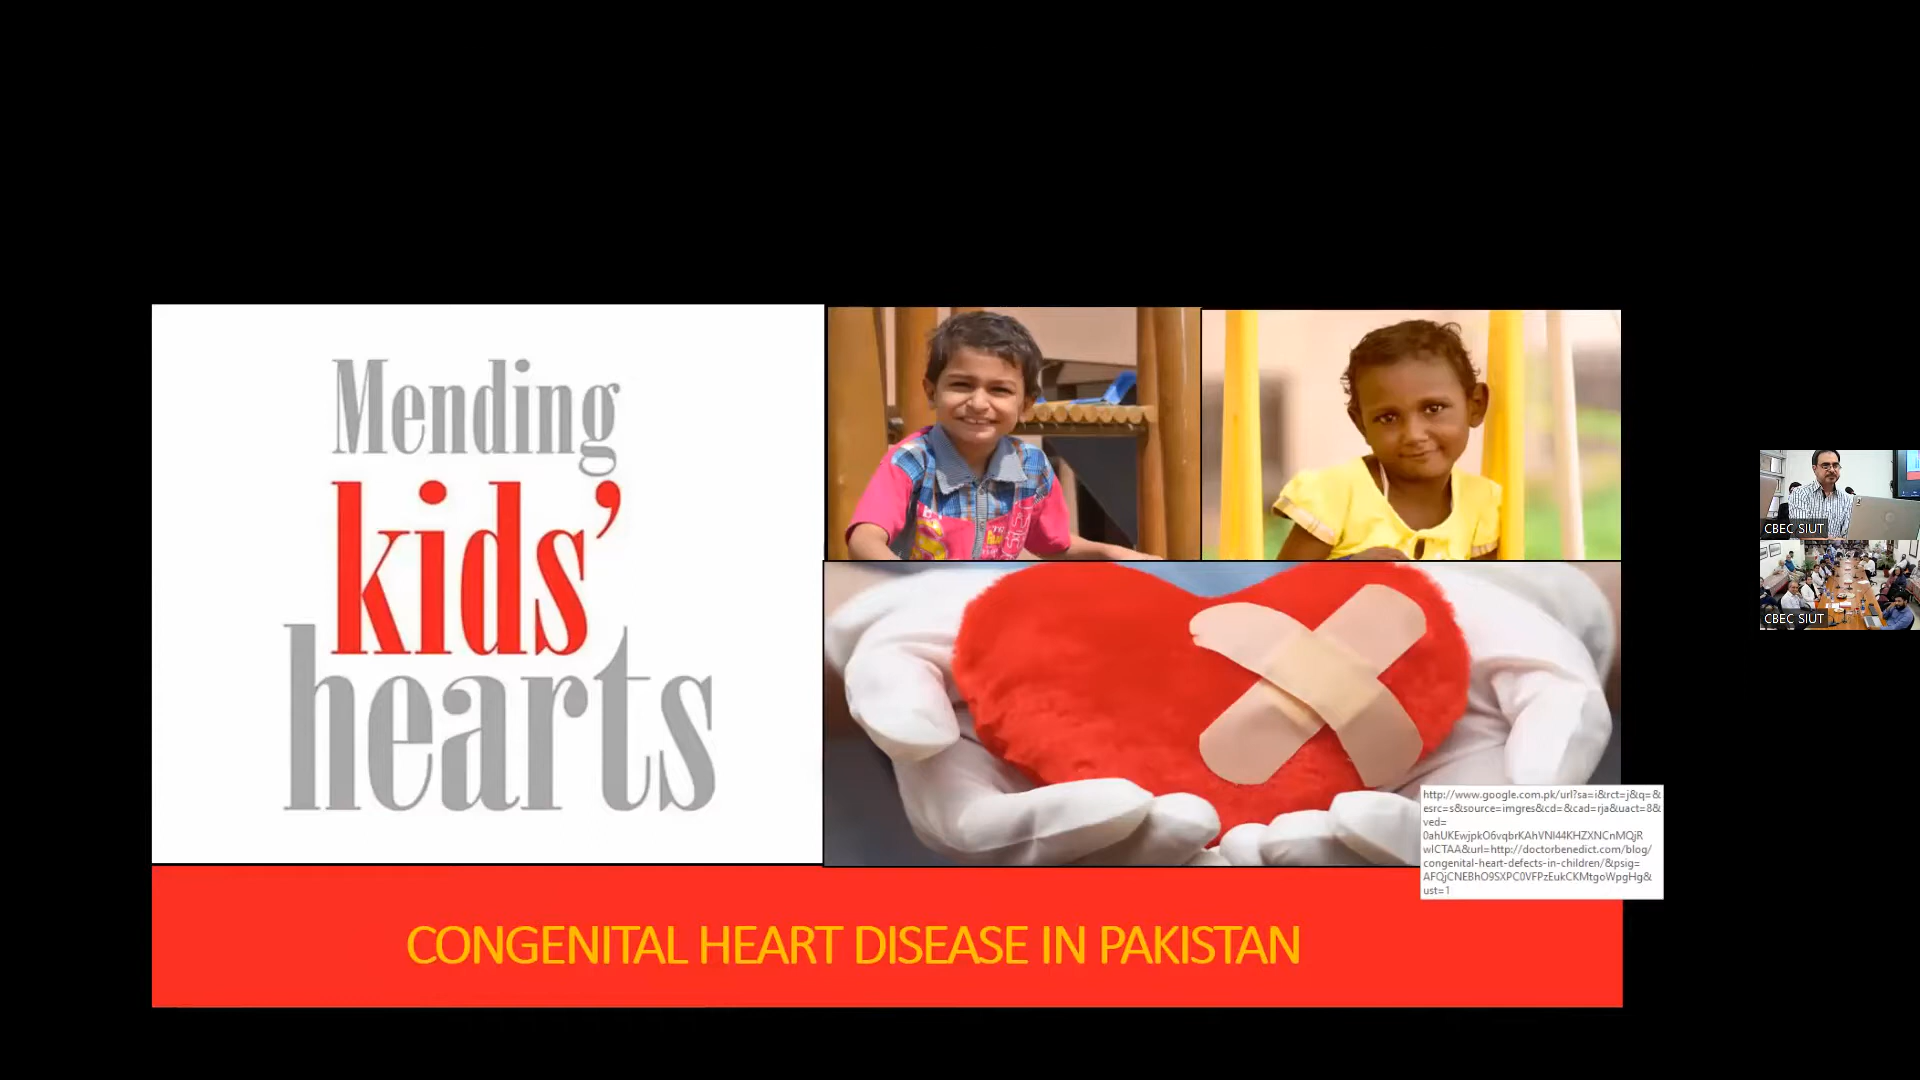 Mending
kids’
hearts
http://www.google.com.pk/url?sa=i&rct=j&q=&
esrc=s&source=imgres&cd=&cad=rja&uact=8&
ved=
0ahUKEwjpkO6vqbrKAhVNI44KHZXNCnMQjR
wICTAA&url=http://doctorbenedict.com/blog/
congenital-heart-defects-in-children/&psig=
AFQjCNEBhO9SXPC0VFPzEukCKMtgoWpgHg&
ust=1
CONGENITAL HEART DISEASE IN PAKISTAN
CBEC SIUT
CBEC SIUT